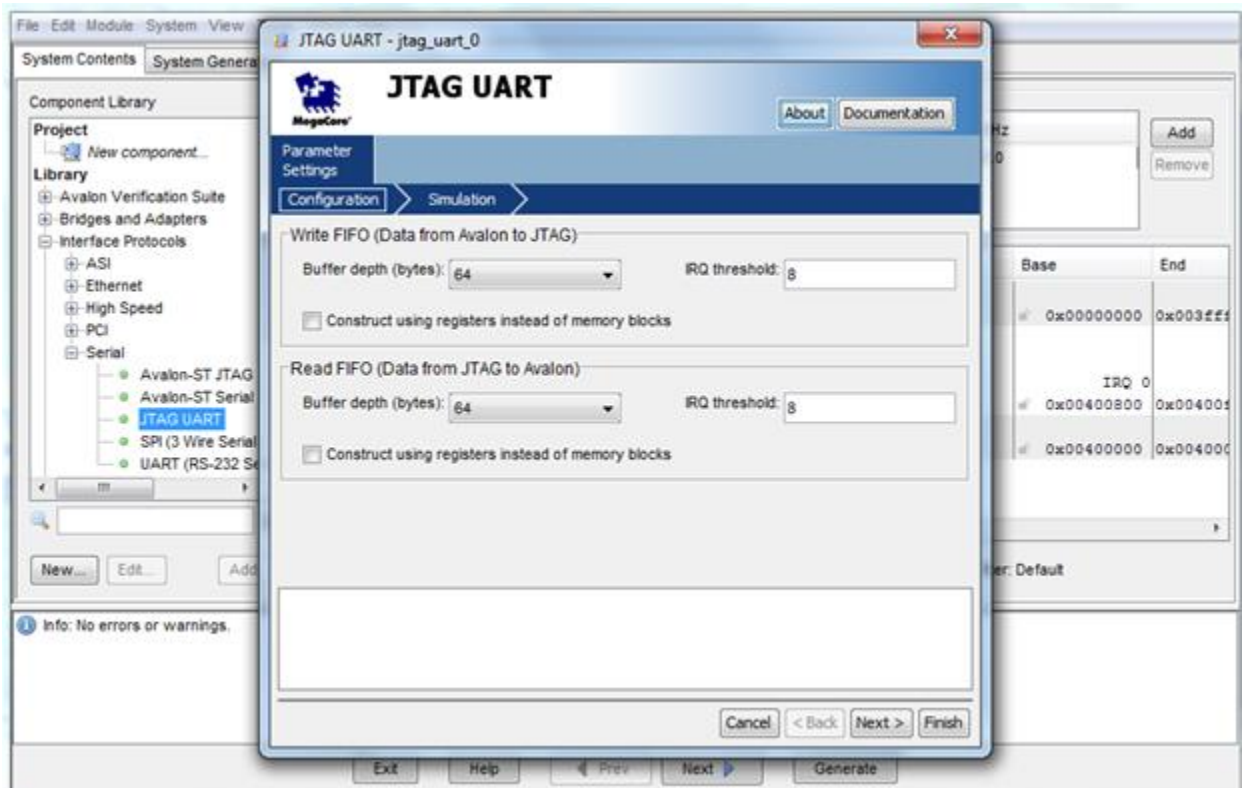 File Edit Module System View
System Contents
System Genera
Component Library
Project
New component...
Library
Avalon Verification Suite
Bridges and Adapters
Interface Protocols
ASI
Ethernet
High Speed
PCI
Serial
Avalon-ST JTAG
Avalon-ST Serial
JTAG UART
SPI (3 Wire Serial
UART (RS-232 Se
New...
Edit...
Add
Info: No errors or warnings.
JTAG UART - jtag_uart_0
MegaCore'
JTAG UART
About
Documentation
Parameter
Settings
Configuration
Simulation
Write FIFO (Data from Avalon to JTAG)
Buffer depth (bytes): 64
IRQ threshold: 8
Construct using registers instead of memory blocks
Read FIFO (Data from JTAG to Avalon)
Buffer depth (bytes): 64
IRQ threshold: 8
Construct using registers instead of memory blocks
Cancel
< Back
Next >
Finish
Hz
0
Add
Remove
Base
End
0x00000000
0x003fff
IRQ 0
0x00400800
0x00400f
0x00400000
0x004000
er: Default
Exit
Help
Prev
Next
Generate